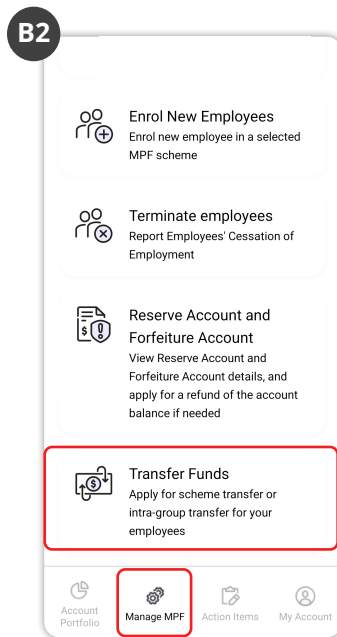 B2
Enrol New Employees
Enrol new employee in a selected
MPF scheme
Terminate employees
Report Employees' Cessation of
Employment
Reserve Account and
Forfeiture Account
View Reserve Account and
Forfeiture Account details, and
apply for a refund of the account
balance if needed
Transfer Funds
Apply for scheme transfer or
intra-group transfer for your
employees
Account
Portfolio
Manage MPF
Action Items
My Account